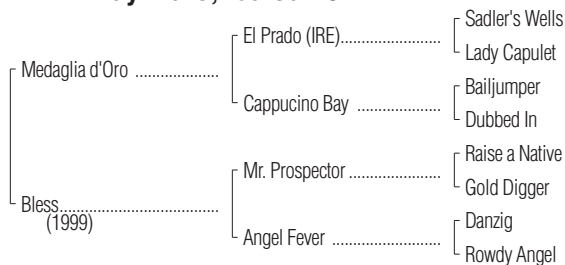 Sadler's Wells
El Prado (IRE)....................
Lady Capulet
Medaglia d'Oro .................
Bailjumper
Cappucino Bay .................
Dubbed In
Raise a Native
Mr. Prospector ...................
Gold Digger
Bless................................
(1999)
Danzig
Angel Fever ......................
Rowdy Angel